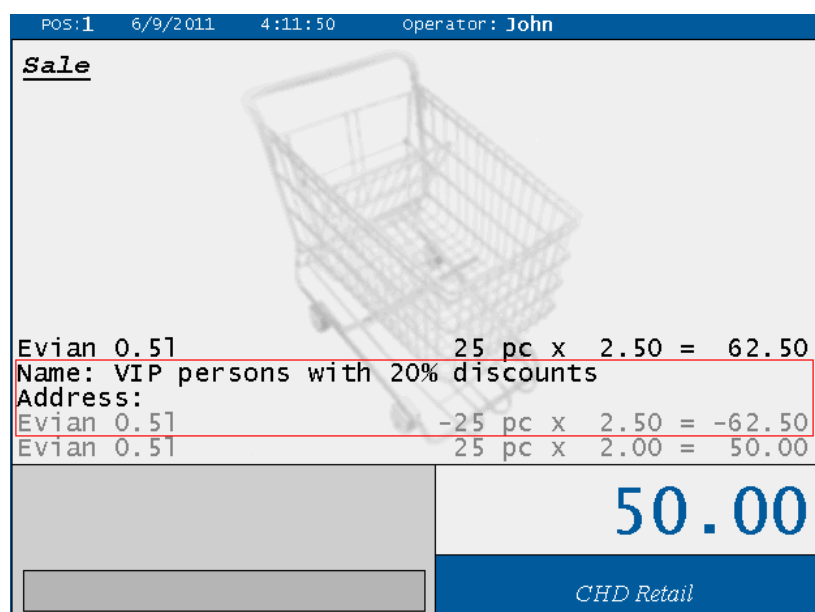 POS:1 6/9/2011 4:11:50 Operator: John
Sale
Evian 0.5l 25 pc x 2.50 = 62.50
Name: VIP persons with 20% discounts
Address:
Evian 0.5l -25 pc x 2.50 = -62.50
Evian 0.5l 25 pc x 2.00 = 50.00
50.00
CHD Retail